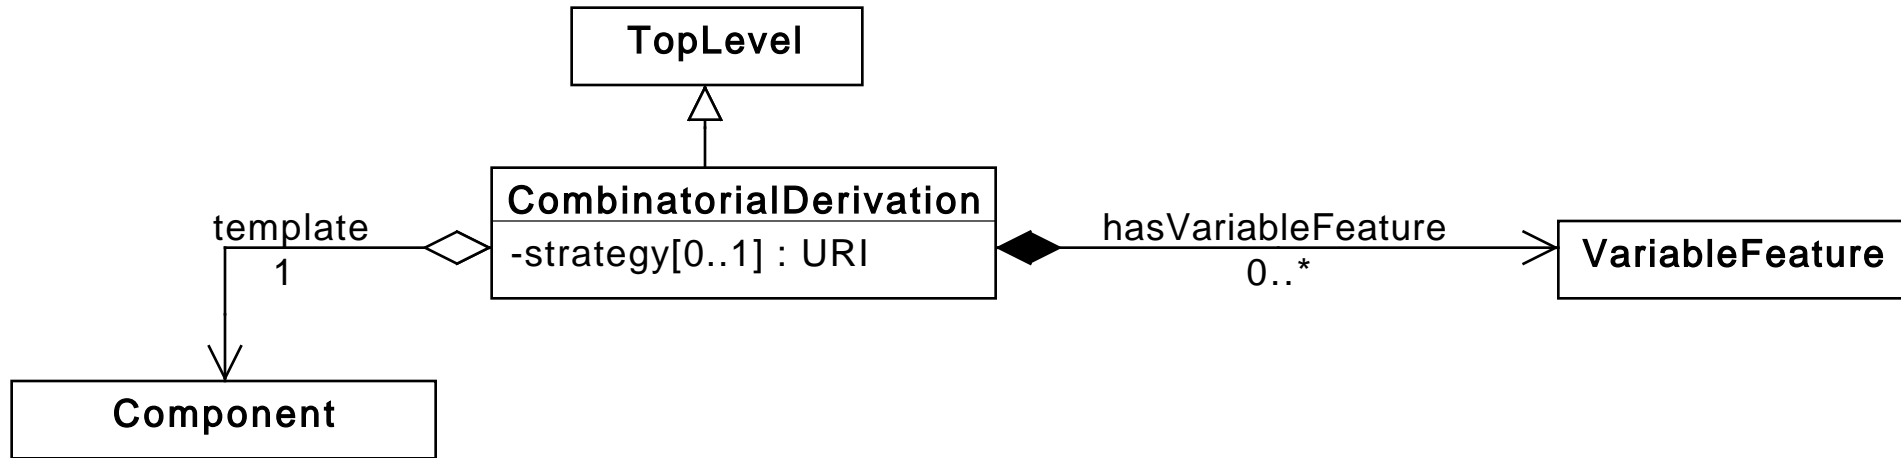 TopLevel
CombinatorialDerivation
-strategy[0..1] : URI
template
1
hasVariableFeature
0..*
VariableFeature
Component